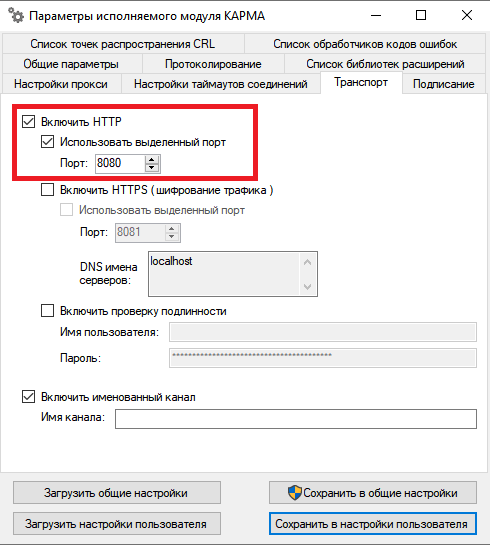 Параметры исполняемого модуля КАРМА
Список точек распространения CRL
Список обработчиков кодов ошибок
Общие параметры
Протоколирование
Список библиотек расширений
Настройки прокси
Настройки таймаутов соединений
Транспорт
Подписание
Включить HTTP
Использовать выделенный порт
Порт: 8080
Включить HTTPS ( шифрование трафика )
Использовать выделенный порт
Порт: 8081
DNS имена серверов:
localhost
Включить проверку подлинности
Имя пользователя:
Пароль: ****************************************
Включить именованный канал
Имя канала:
Загрузить общие настройки
Сохранить в общие настройки
Загрузить настройки пользователя
Сохранить в настройки пользователя